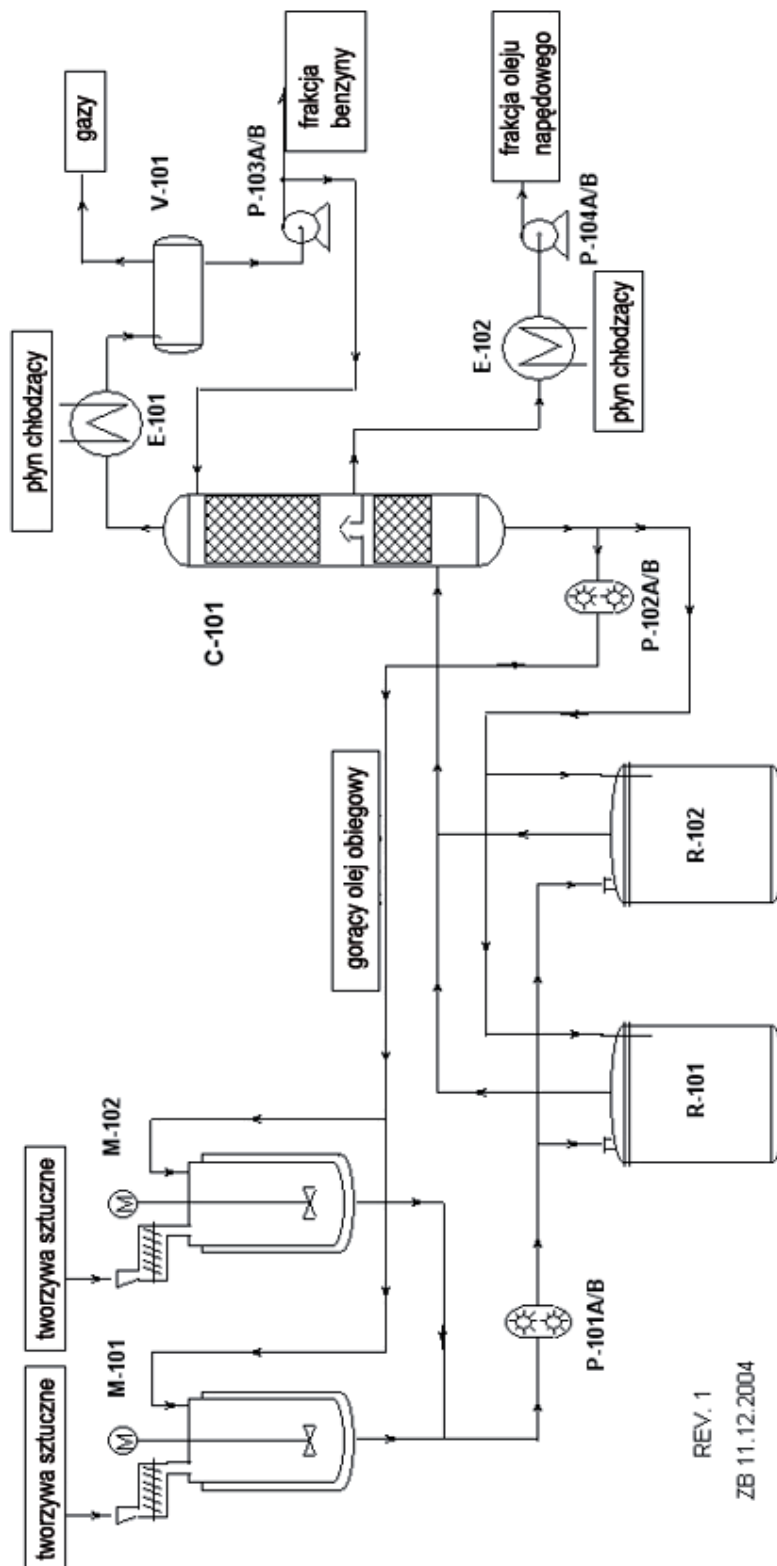 tworzywa sztuczne
tworzywa sztuczne
M-101
M-102
M
M
P-101A/B
gorący olej obiegowy
R-101
R-102
C-101
P-102A/B
płyn chłodzący
E-101
V-101
gazy
P-103A/B
frakcja
benzyny
E-102
płyn chłodzący
P-104A/B
frakcja oleju
napędowego
REV. 1
ZB 11.12.2004